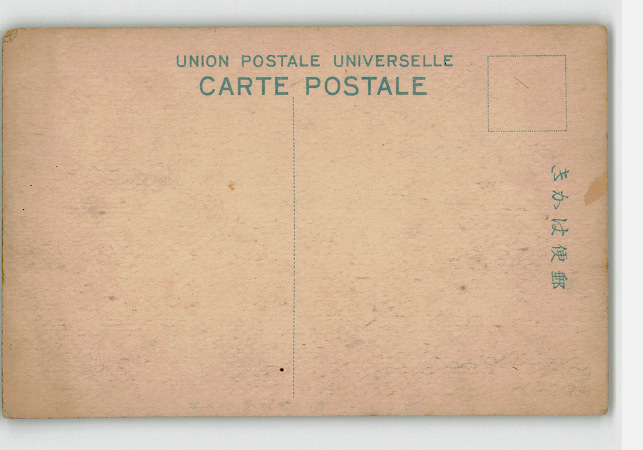 UNION POSTALE UNIVERSELLE
CARTE POSTALE
きかは便郵